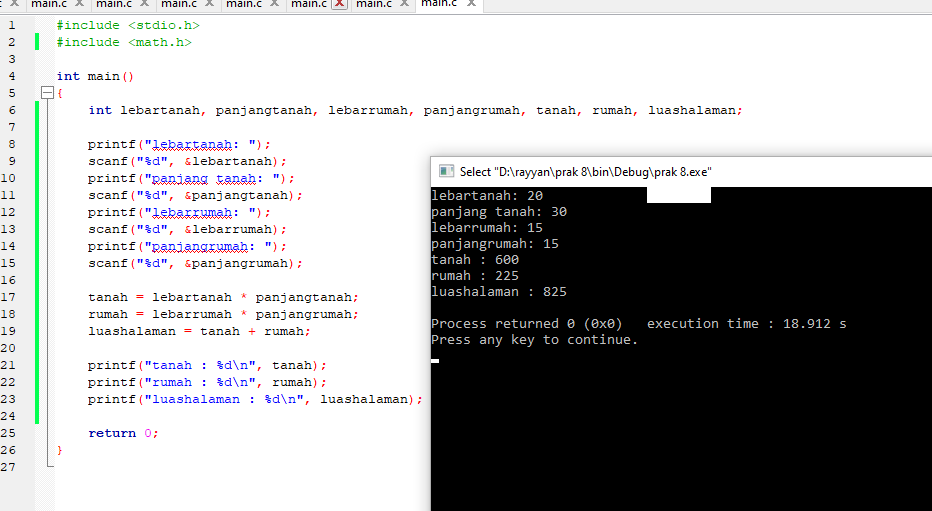 main.c main.c main.c main.c main.c main.c main.c
1 #include <stdio.h>
2 #include <math.h>
3
4 int main()
5 {
6 int lebartanah, panjangtanah, lebarrumah, panjangrumah, tanah, rumah, luashalaman;
7
8 printf("lebartanah: ");
9 scanf("%d", &lebartanah);
10 printf("panjang tanah: ");
11 scanf("%d", &panjangtanah);
12 printf("lebarrumah: ");
13 scanf("%d", &lebarrumah);
14 printf("panjangrumah: ");
15 scanf("%d", &panjangrumah);
16
17 tanah = lebartanah * panjangtanah;
18 rumah = lebarrumah * panjangrumah;
19 luashalaman = tanah + rumah;
20
21 printf("tanah : %d\n", tanah);
22 printf("rumah : %d\n", rumah);
23 printf("luashalaman : %d\n", luashalaman);
24
25 return 0;
26 }
27
Select "D:\rayyan\prak 8\bin\Debug\prak 8.exe"
lebartanah: 20
panjang tanah: 30
lebarrumah: 15
panjangrumah: 15
tanah : 600
rumah : 225
luashalaman : 825
Process returned 0 (0x0) execution time : 18.912 s
Press any key to continue.